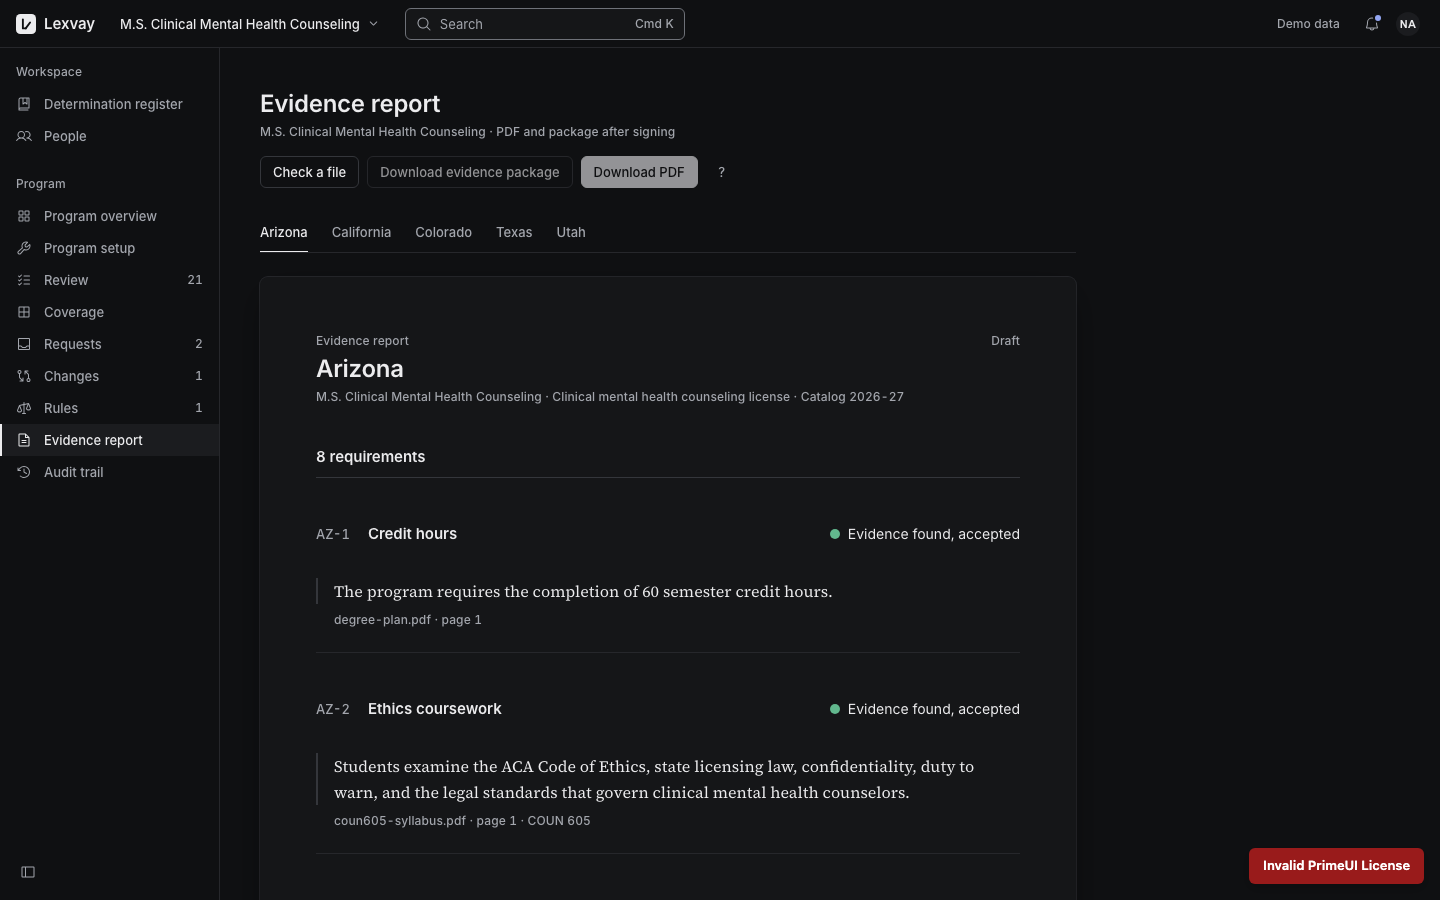 Lexvay
M.S. Clinical Mental Health Counseling
Search
Cmd K
Demo data
NA
Workspace
Determination register
People
Program
Program overview
Program setup
Review 21
Coverage
Requests 2
Changes 1
Rules 1
Evidence report
Audit trail
Evidence report
M.S. Clinical Mental Health Counseling · PDF and package after signing
Check a file
Download evidence package
Download PDF
?
Arizona California Colorado Texas Utah
Evidence report Draft
Arizona
M.S. Clinical Mental Health Counseling · Clinical mental health counseling license · Catalog 2026-27
8 requirements
AZ-1 Credit hours Evidence found, accepted
The program requires the completion of 60 semester credit hours.
degree-plan.pdf · page 1
AZ-2 Ethics coursework Evidence found, accepted
Students examine the ACA Code of Ethics, state licensing law, confidentiality, duty to
warn, and the legal standards that govern clinical mental health counselors.
coun605-syllabus.pdf · page 1 · COUN 605
Invalid PrimeUI License